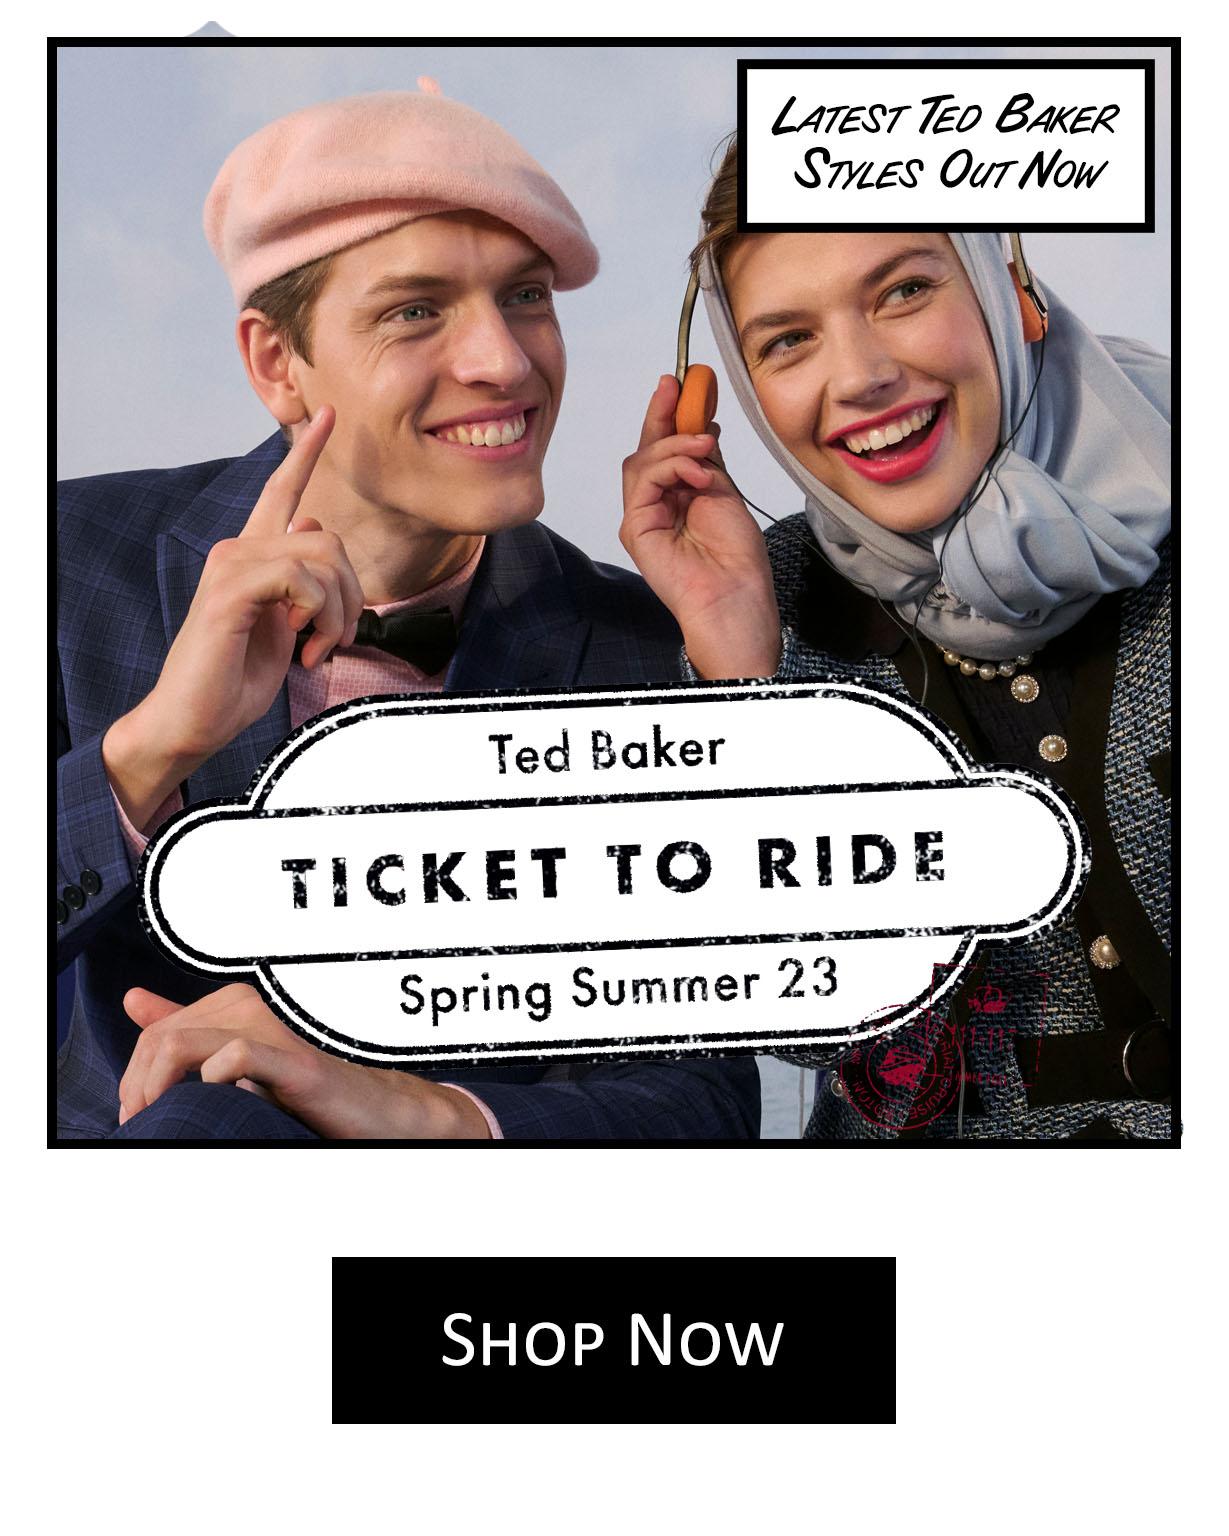 LATEST TED BAKER
STYLES OUT NOW
Ted Baker
TICKET TO RIDE
Spring Summer 23
SHOP NOW